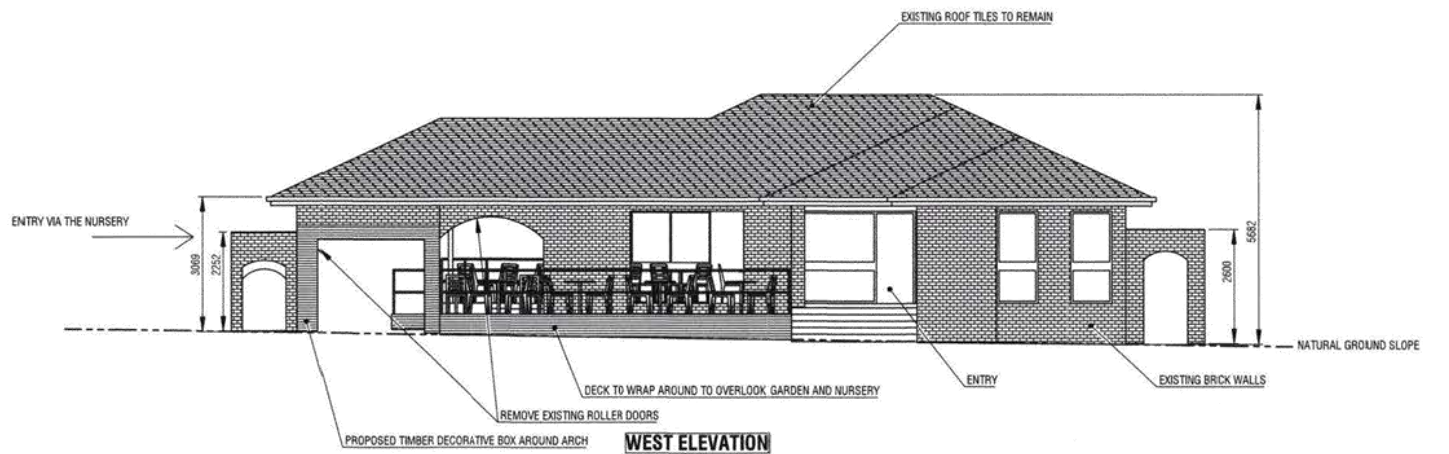 EXISTING ROOF TILES TO REMAIN
ENTRY VIA THE NURSERY
3069
2252
5682
2600
NATURAL GROUND SLOPE
ENTRY
EXISTING BRICK WALLS
DECK TO WRAP AROUND TO OVERLOOK GARDEN AND NURSERY
REMOVE EXISTING ROLLER DOORS
PROPOSED TIMBER DECORATIVE BOX AROUND ARCH
WEST ELEVATION